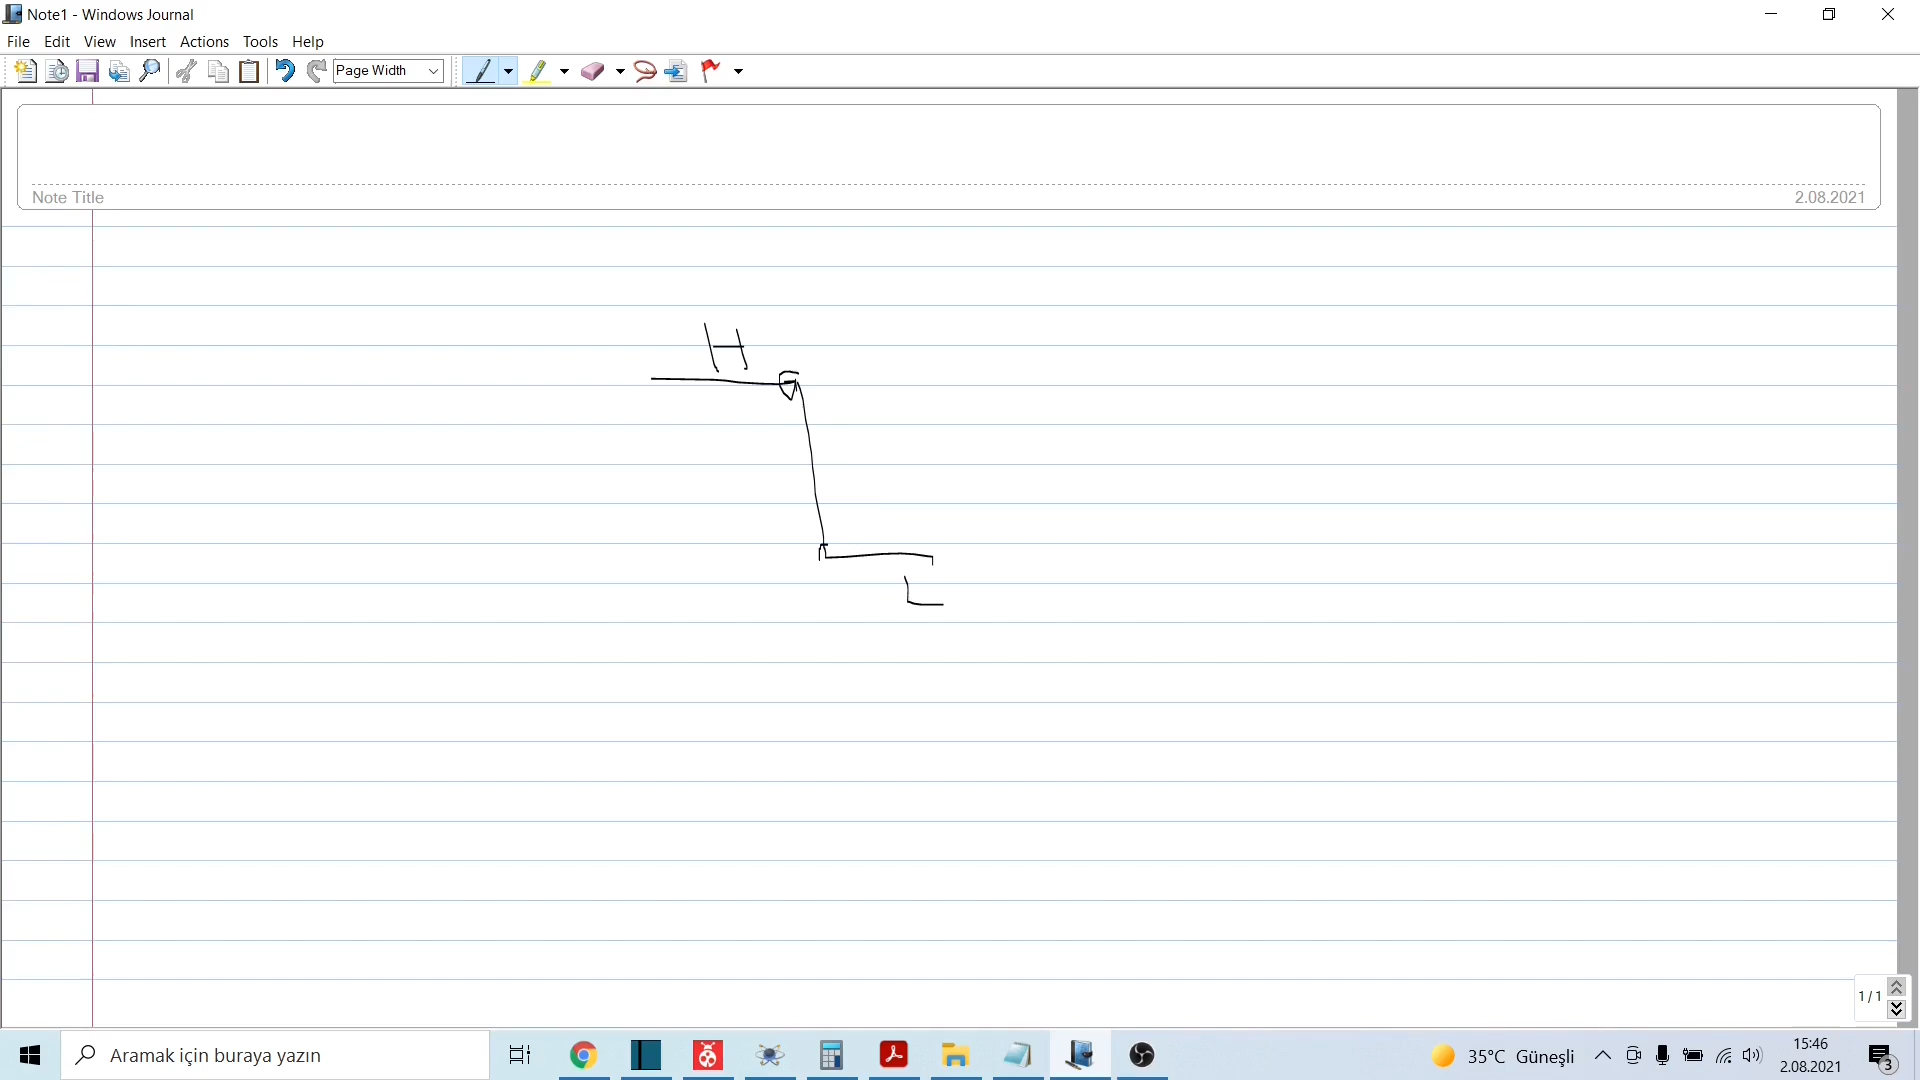 Note1 - Windows Journal
File Edit View Insert Actions Tools Help
Page Width
Note Title
2.08.2021
H
L
1 / 1
Aramak için buraya yazın
35°C Güneşli
15:46
2.08.2021
3